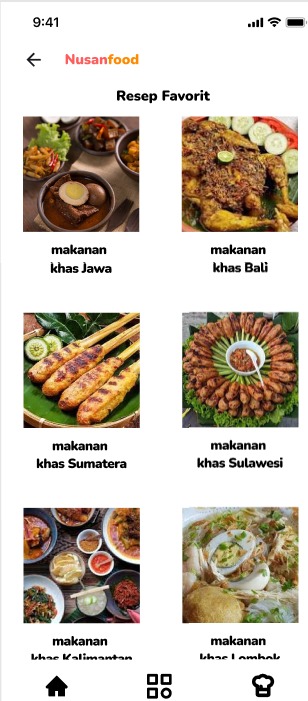 9:41
Nusanfood
Resep Favorit
makanan
khas Jawa
makanan
khas Bali
makanan
khas Sumatera
makanan
khas Sulawesi
makanan
khas Kalimantan
makanan
khas Lombok